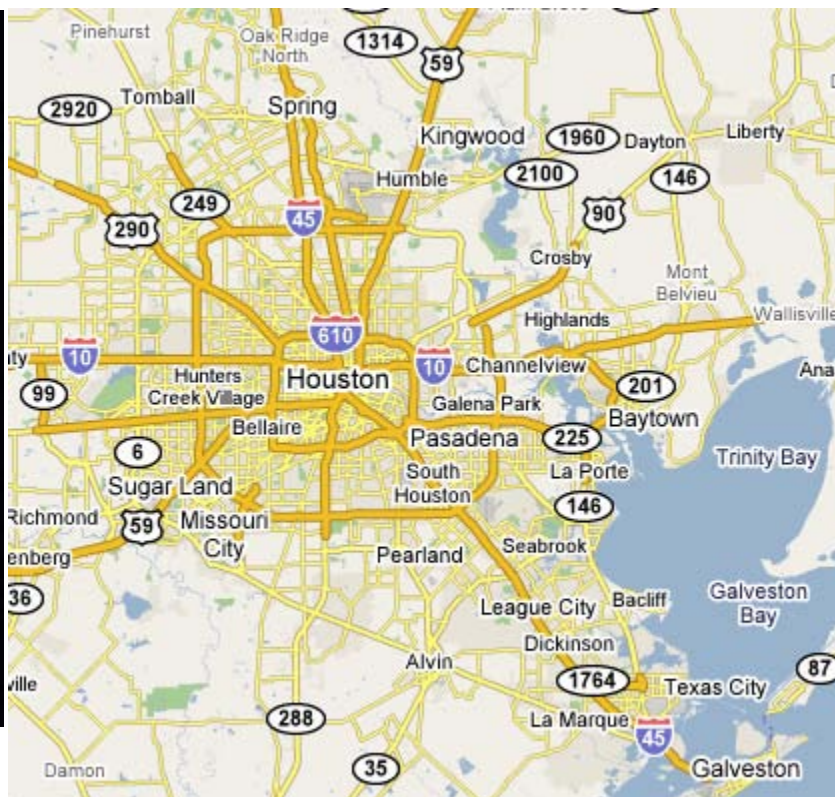 Pinehurst
Oak Ridge
North
1314
59
2920
Tomball
Spring
Kingwood
1960
Dayton
Liberty
Humble
2100
146
249
45
90
290
Crosby
Mont
Belvieu
Highlands
Wallisville
610
10
10
Channelview
99
Hunters
Creek Village
Houston
201
Galena Park
Baytown
Bellaire
6
Pasadena
225
Trinity Bay
Sugar Land
South
Houston
La Porte
146
Richmond
59
Missouri
City
Pearland
Seabrook
enberg
36
League City
Bacliff
Galveston
Bay
Dickinson
Alvin
87
ville
1764
Texas City
288
La Marque
45
Damon
35
Galveston